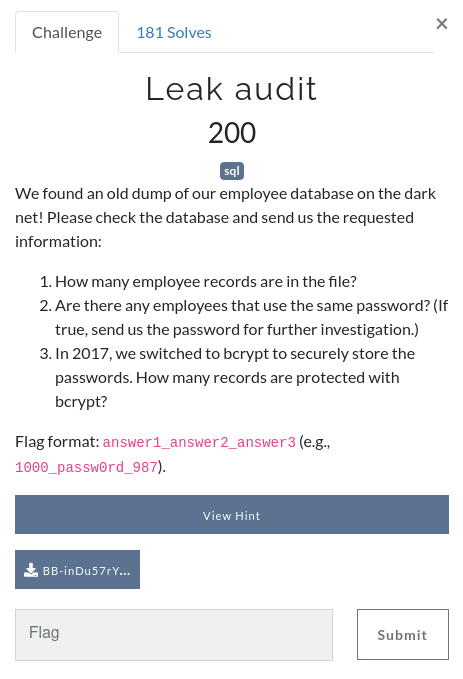 Challenge
181 Solves
×
Leak audit
200
sql
We found an old dump of our employee database on the dark
net! Please check the database and send us the requested
information:
1. How many employee records are in the file?
2. Are there any employees that use the same password? (If
true, send us the password for further investigation.)
3. In 2017, we switched to bcrypt to securely store the
passwords. How many records are protected with
bcrypt?
Flag format: answer1_answer2_answer3 (e.g.,
1000_passw0rd_987).
View Hint
BB-inDu57rY...
Flag
Submit